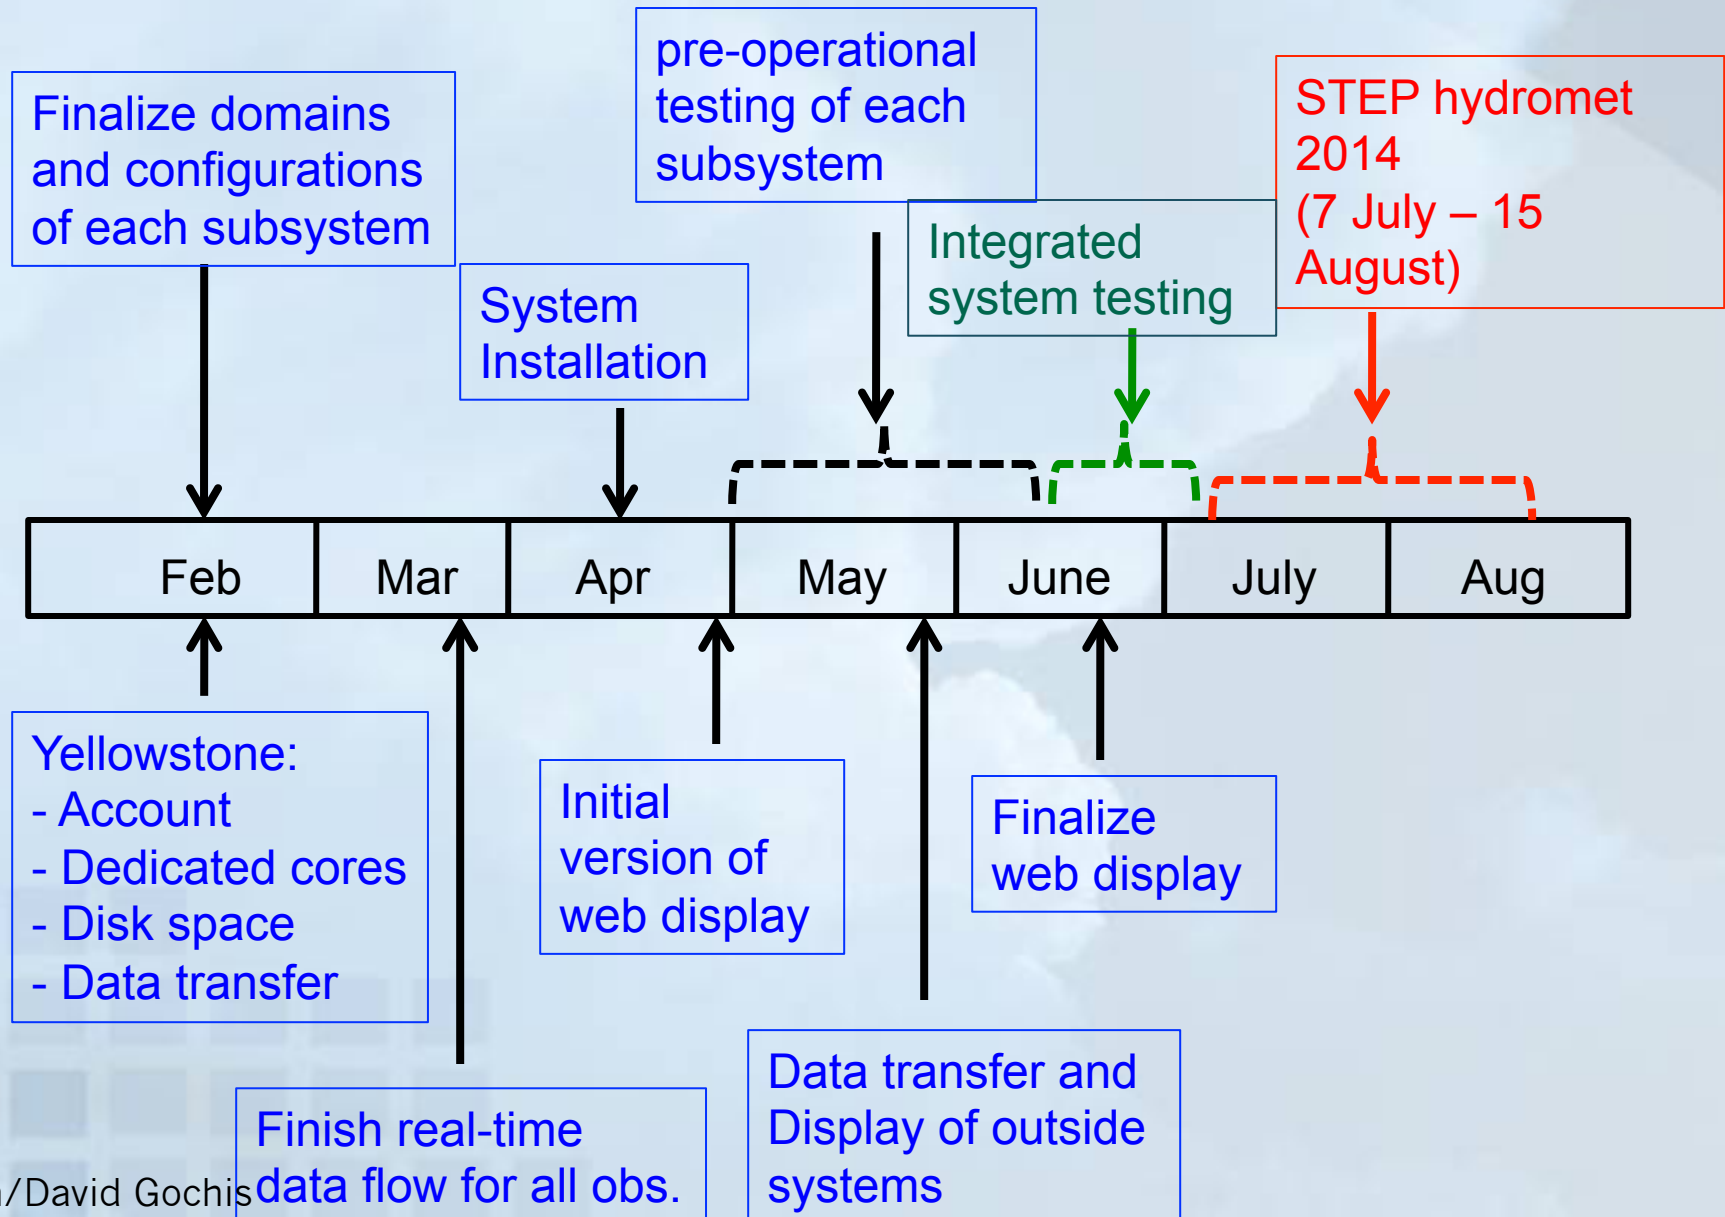 pre-operational
testing of each
subsystem
Finalize domains
and configurations
of each subsystem
STEP hydromet
2014
(7 July – 15
August)
Integrated
system testing
System
Installation
Feb
Mar
Apr
May
June
July
Aug
Yellowstone:
- Account
- Dedicated cores
- Disk space
- Data transfer
Initial
version of
web display
Finalize
web display
Data transfer and
Display of outside
systems
Finish real-time
data flow for all obs.
/David Gochis